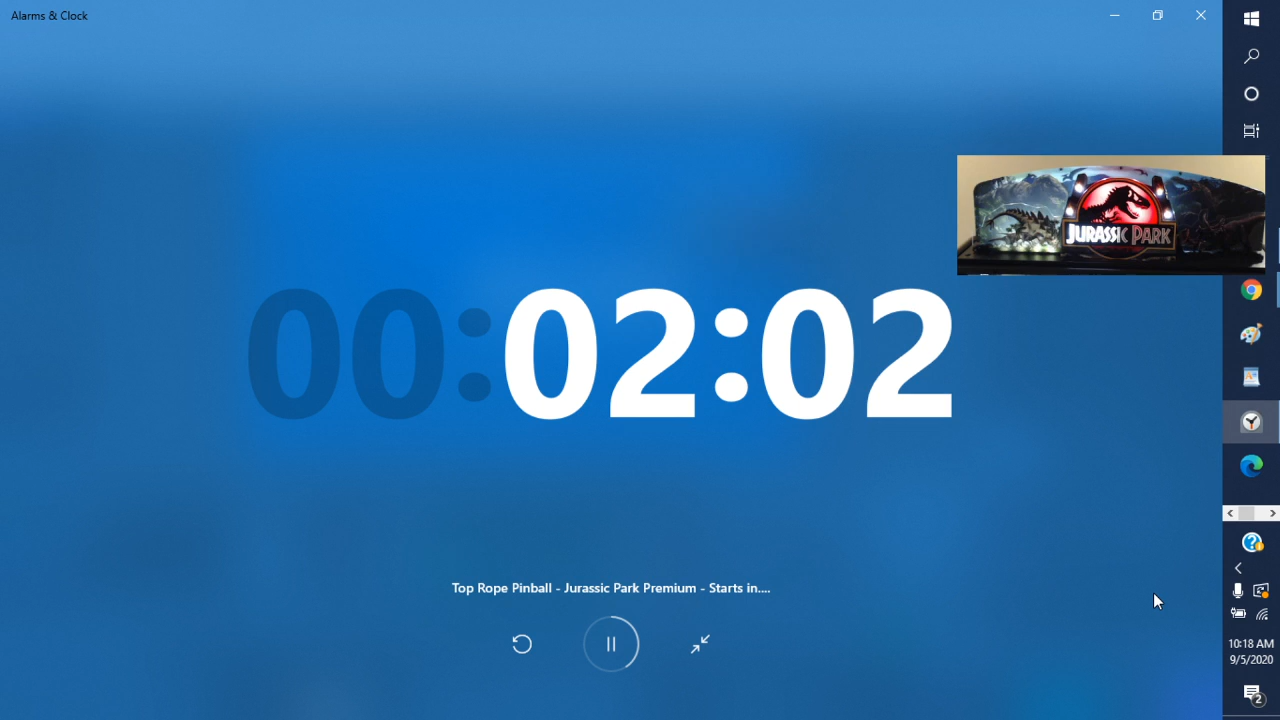 Alarms & Clock
JURASSIC PARK
00:02:02
Top Rope Pinball - Jurassic Park Premium - Starts in....
10:18 AM
9/5/2020
2